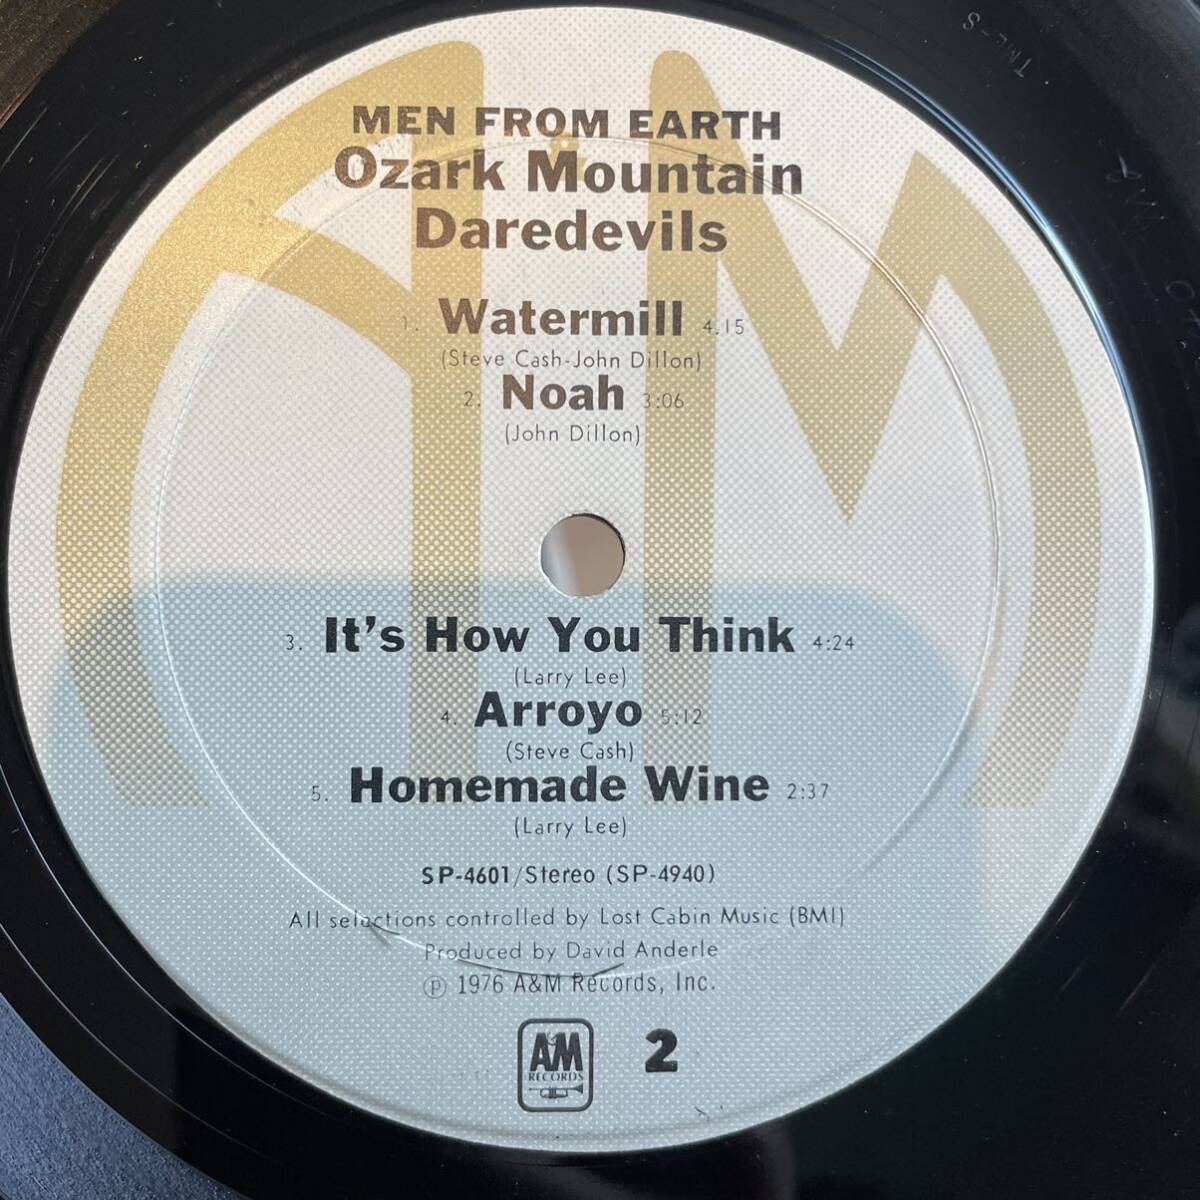 MEN FROM EARTH
Ozark Mountain
Daredevils
1. Watermill 4.15
(Steve Cash-John Dillon)
2. Noah 3:06
(John Dillon)
3. It's How You Think 4:24
(Larry Lee)
4. Arroyo 5:12
(Steve Cash)
5. Homemade Wine 2:37
(Larry Lee)
SP-4601/Stereo (SP-4940)
All selections controlled by Lost Cabin Music (BMI)
Produced by David Anderle
℗ 1976 A&M Records, Inc.
AM 2
RECORDS
TML-S